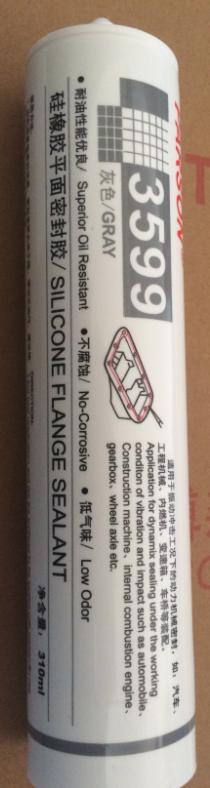 3599
灰色/GRAY
适用于振动冲击工况下的动力机械密封，如：汽车、
工程机械、内燃机、变速箱、车桥等装配。
Application for dynamix sealing under the working
conditon of vibration and impact such as automobile、
Construction machine、internal combustion engine、
gearbox、wheel axle etc.
● 耐油性能优良/ Superior Oil Resistant ●不腐蚀/ No-Corrosive ● 低气味/ Low Odor
硅橡胶平面密封胶/ SILICONE FLANGE SEALANT
净含量：310ml